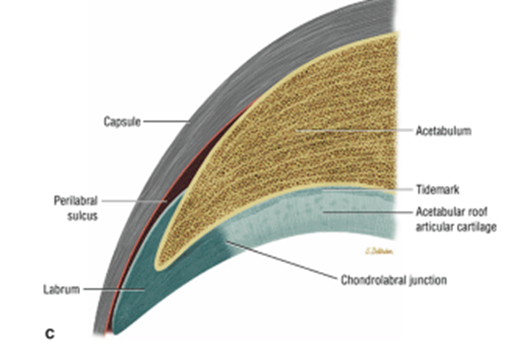 Capsule
Acetabulum
Tidemark
Perilabral
sulcus
Acetabular roof
articular cartilage
Chondrolabral junction
Labrum
C